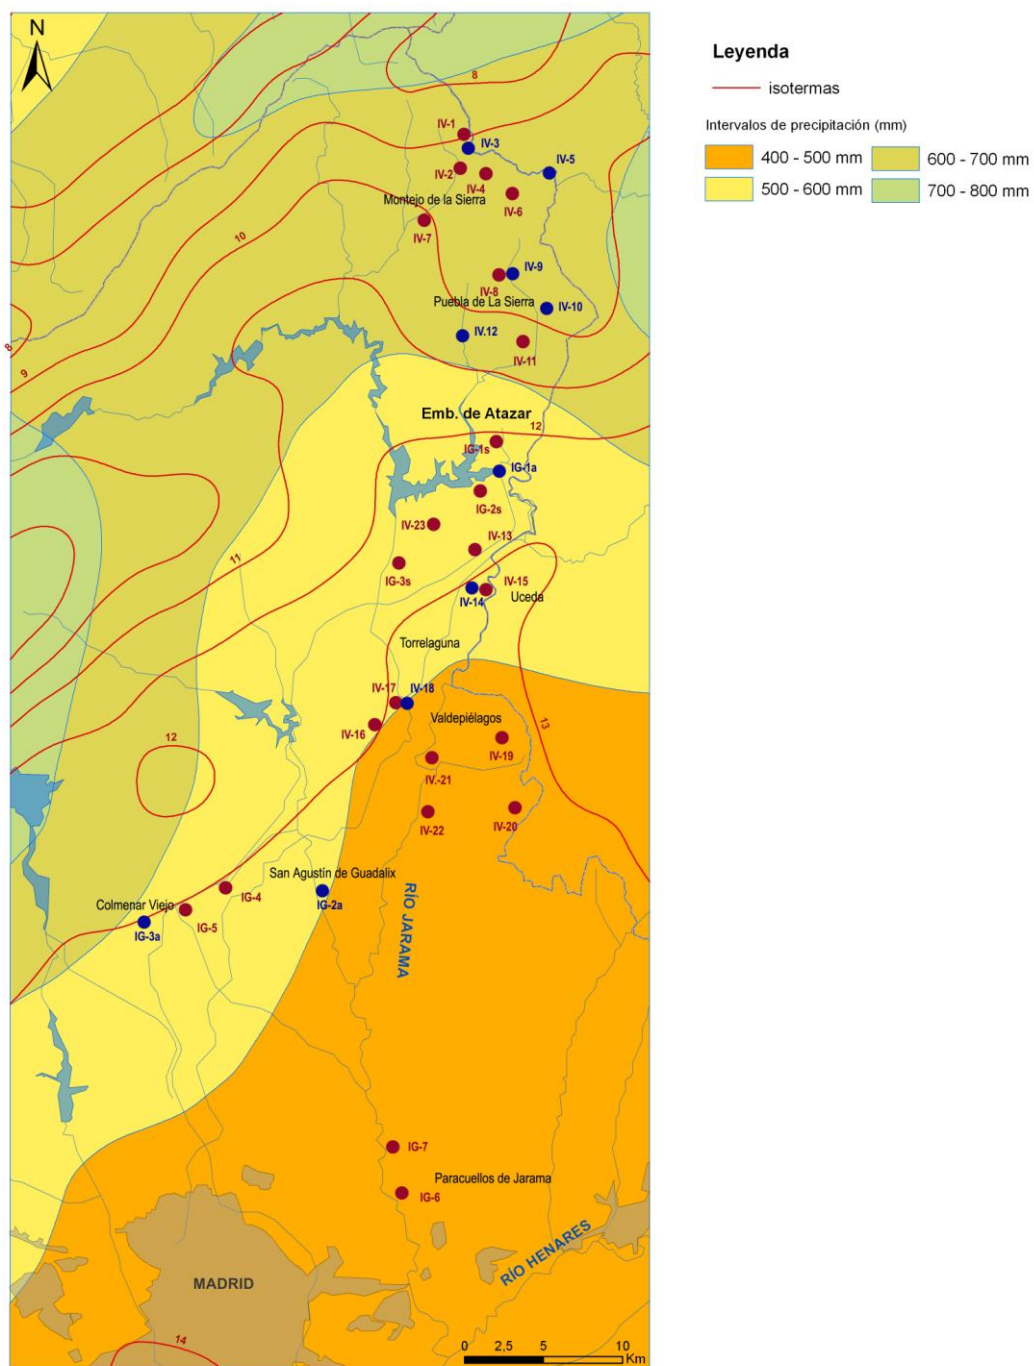 N
Leyenda
isotermas
Intervalos de precipitación (mm)
400 - 500 mm
600 - 700 mm
500 - 600 mm
700 - 800 mm
8
IV-1
IV-3
IV-5
IV-2
IV-4
Montejo de la Sierra
IV-6
IV-7
10
IV-9
IV-8
Puebla de La Sierra
IV-10
8
IV.12
IV-11
9
Emb. de Atazar
12
IG-1s
IG-1a
IG-2s
IV-23
IV-13
11
IG-3s
IV-14
IV-15
Uceda
Torrelaguna
IV-17
IV-18
IV-16
Valdepiélagos
13
12
IV-19
IV.-21
IV-22
IV-20
San Agustín de Guadalix
IG-4
IG-2a
RÍO JARAMA
Colmenar Viejo
IG-5
IG-3a
IG-7
Paracuellos de Jarama
IG-6
RÍO HENARES
MADRID
14
0 2,5 5 10
Km